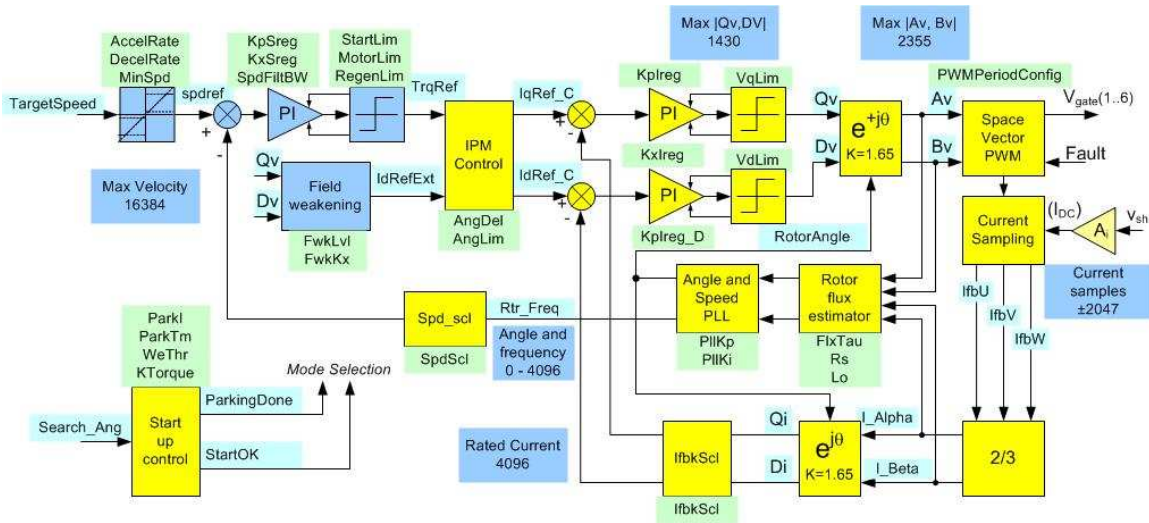 Max |Qv,DV|
1430
Max |Av, Bv|
2355
AccelRate
DecelRate
MinSpd
KpSreg
KxSreg
SpdFiltBW
StartLim
MotorLim
RegenLim
KpIreg
VqLim
PWMPeriodConfig
TargetSpeed
spdref
+
-
PI
TrqRef
IqRef_C
+
-
PI
Qv
e+jθ
K=1.65
Av
Space
Vector
PWM
Vgate(1..6)
Fault
Bv
IPM
Control
KxIreg
VdLim
Dv
Max Velocity
16384
Qv
Dv
Field
weakening
IdRefExt
IdRef_C
+
-
PI
FwkLvl
FwkKx
AngDel
AngLim
KpIreg_D
RotorAngle
Current
Sampling
(IDC)
Ai
vsh
Current
samples
±2047
IfbU
IfbV
IfbW
Angle and
Speed
PLL
Rotor
flux
estimator
Spd_scl
Rtr_Freq
SpdScl
Angle and
frequency
0 - 4096
PllKp
PllKi
FlxTau
Rs
Lo
ParkI
ParkTm
WeThr
KTorque
Mode Selection
Search_Ang
Start
up
control
ParkingDone
StartOK
Rated Current
4096
IfbkScl
IfbkScl
Qi
Di
ejθ
K=1.65
I_Alpha
I_Beta
2/3